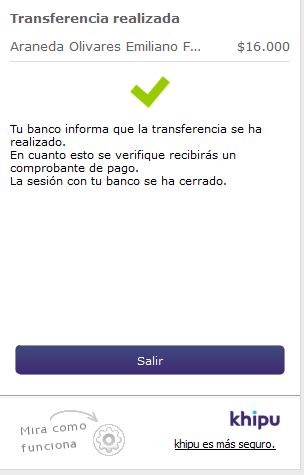 Transferencia realizada
Araneda Olivares Emiliano F... $16.000
Tu banco informa que la transferencia se ha
realizado.
En cuanto esto se verifique recibirás un
comprobante de pago.
La sesión con tu banco se ha cerrado.
Salir
Mira como
funciona
khipu
khipu es más seguro.